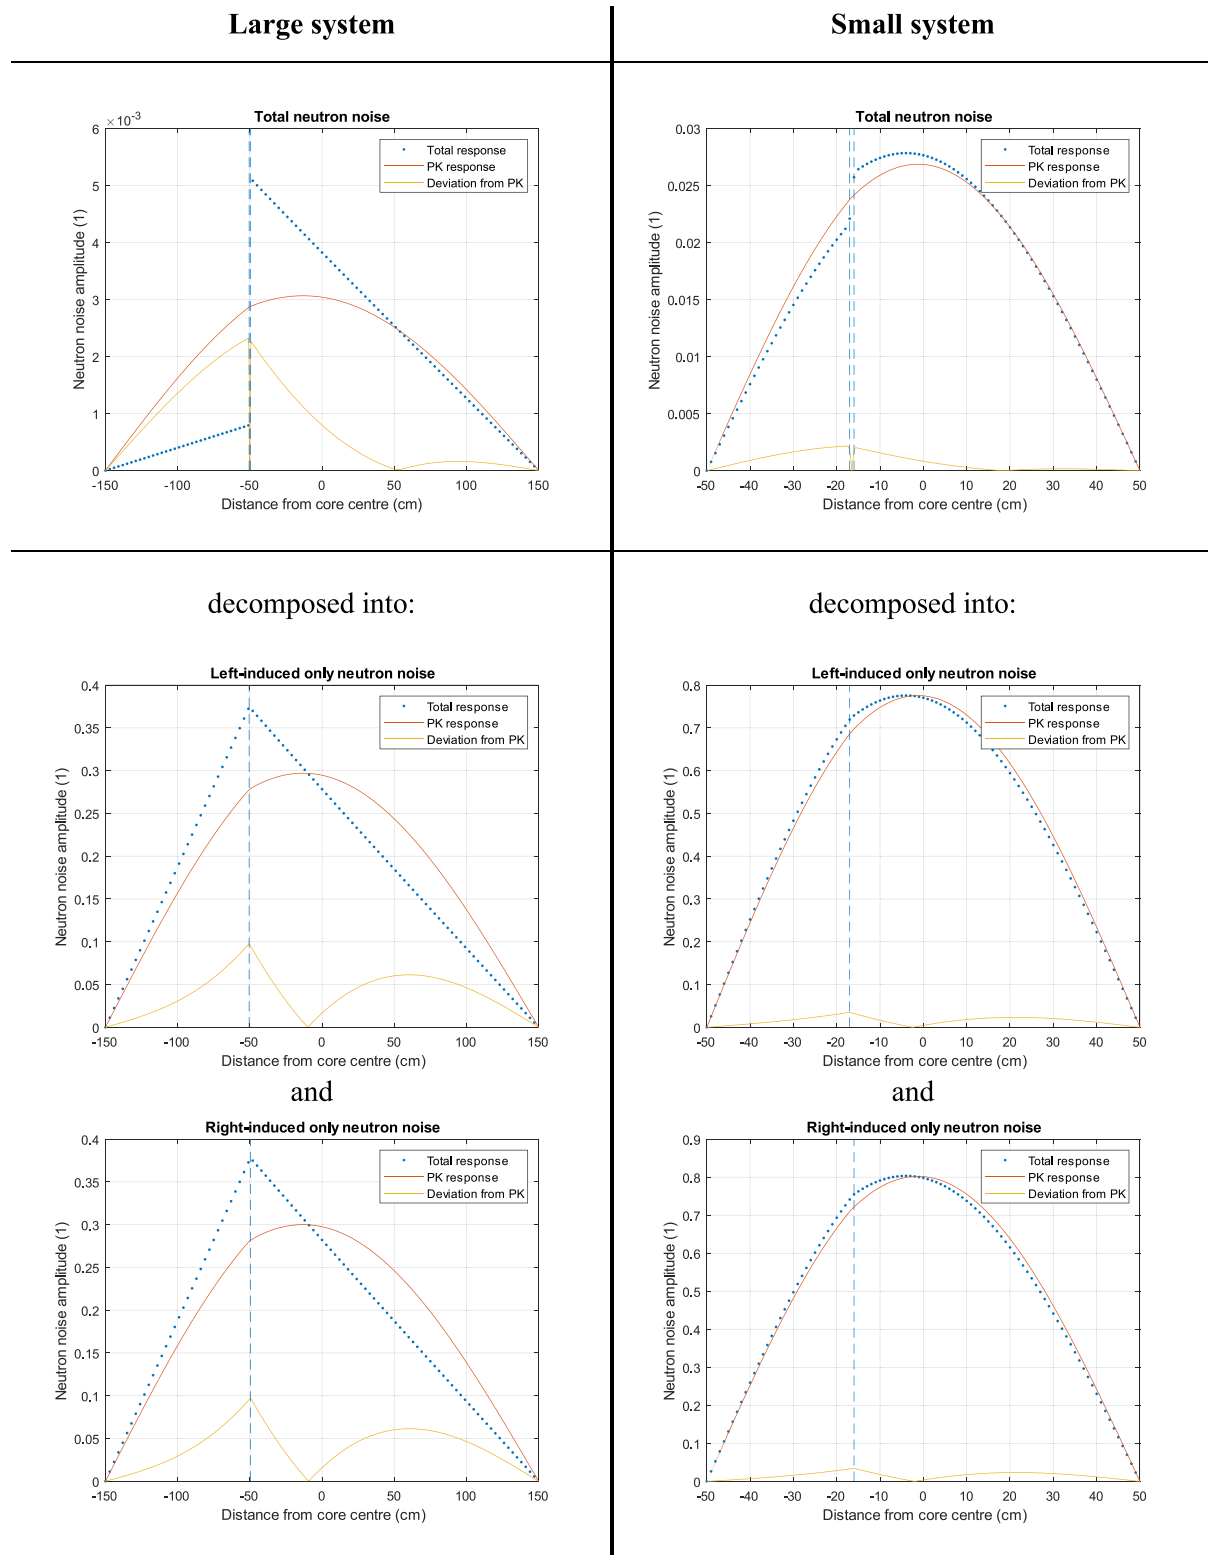 Large system
Small system
Total neutron noise
×10⁻³
6
5
4
3
2
1
0
Neutron noise amplitude (1)
Total response
PK response
Deviation from PK
-150 -100 -50 0 50 100 150
Distance from core centre (cm)
Total neutron noise
0.03
0.025
0.02
0.015
0.01
0.005
0
Neutron noise amplitude (1)
Total response
PK response
Deviation from PK
-50 -40 -30 -20 -10 0 10 20 30 40 50
Distance from core centre (cm)
decomposed into:
decomposed into:
Left-induced only neutron noise
0.4
0.35
0.3
0.25
0.2
0.15
0.1
0.05
0
Neutron noise amplitude (1)
Total response
PK response
Deviation from PK
-150 -100 -50 0 50 100 150
Distance from core centre (cm)
Left-induced only neutron noise
0.8
0.7
0.6
0.5
0.4
0.3
0.2
0.1
0
Neutron noise amplitude (1)
Total response
PK response
Deviation from PK
-50 -40 -30 -20 -10 0 10 20 30 40 50
Distance from core centre (cm)
and
and
Right-induced only neutron noise
0.4
0.35
0.3
0.25
0.2
0.15
0.1
0.05
0
Neutron noise amplitude (1)
Total response
PK response
Deviation from PK
-150 -100 -50 0 50 100 150
Distance from core centre (cm)
Right-induced only neutron noise
0.9
0.8
0.7
0.6
0.5
0.4
0.3
0.2
0.1
0
Neutron noise amplitude (1)
Total response
PK response
Deviation from PK
-50 -40 -30 -20 -10 0 10 20 30 40 50
Distance from core centre (cm)